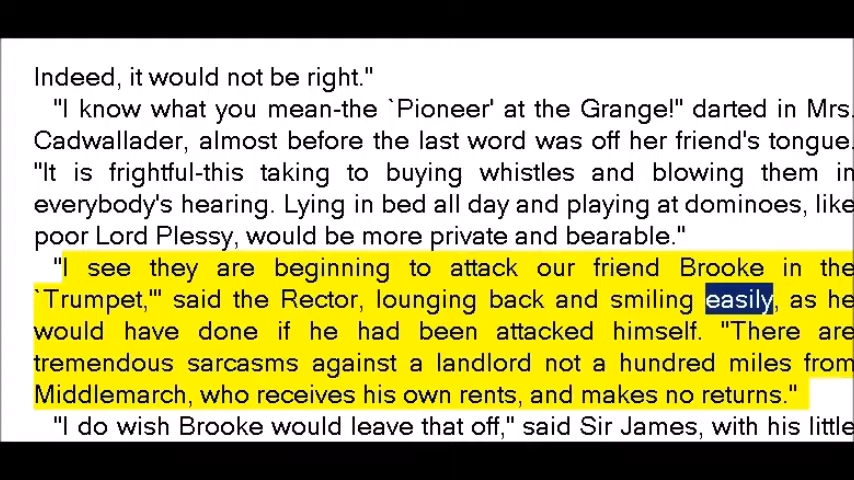 Indeed, it would not be right."
"I know what you mean-the `Pioneer' at the Grange!" darted in Mrs.
Cadwallader, almost before the last word was off her friend's tongue.
"It is frightful-this taking to buying whistles and blowing them in
everybody's hearing. Lying in bed all day and playing at dominoes, like
poor Lord Plessy, would be more private and bearable."
"I see they are beginning to attack our friend Brooke in the
`Trumpet,'" said the Rector, lounging back and smiling easily, as he
would have done if he had been attacked himself. "There are
tremendous sarcasms against a landlord not a hundred miles from
Middlemarch, who receives his own rents, and makes no returns."
"I do wish Brooke would leave that off," said Sir James, with his little